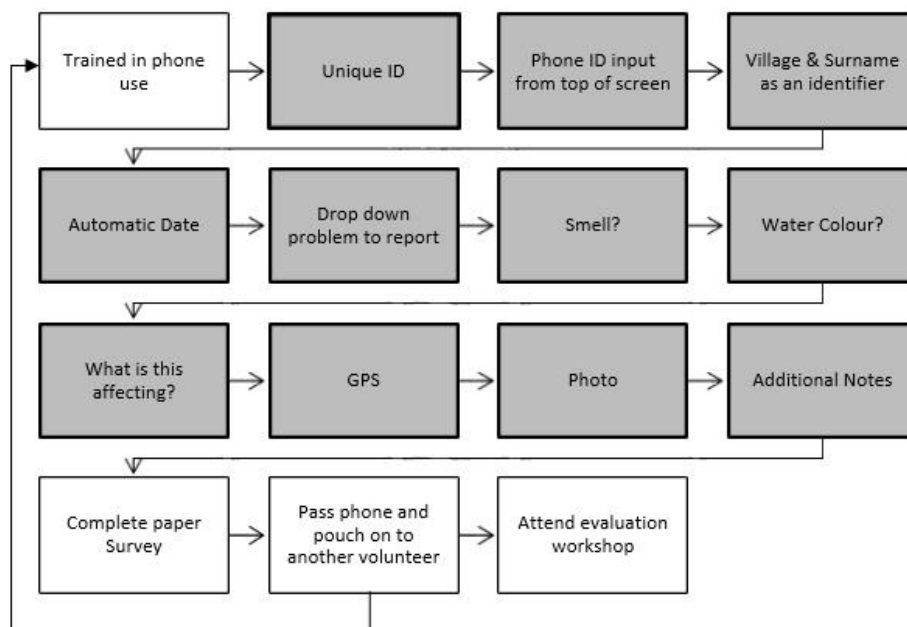 Trained in phone
use
Unique ID
Phone ID input
from top of screen
Village & Surname
as an identifier
Automatic Date
Drop down
problem to report
Smell?
Water Colour?
What is this
affecting?
GPS
Photo
Additional Notes
Complete paper
Survey
Pass phone and
pouch on to
another volunteer
Attend evaluation
workshop